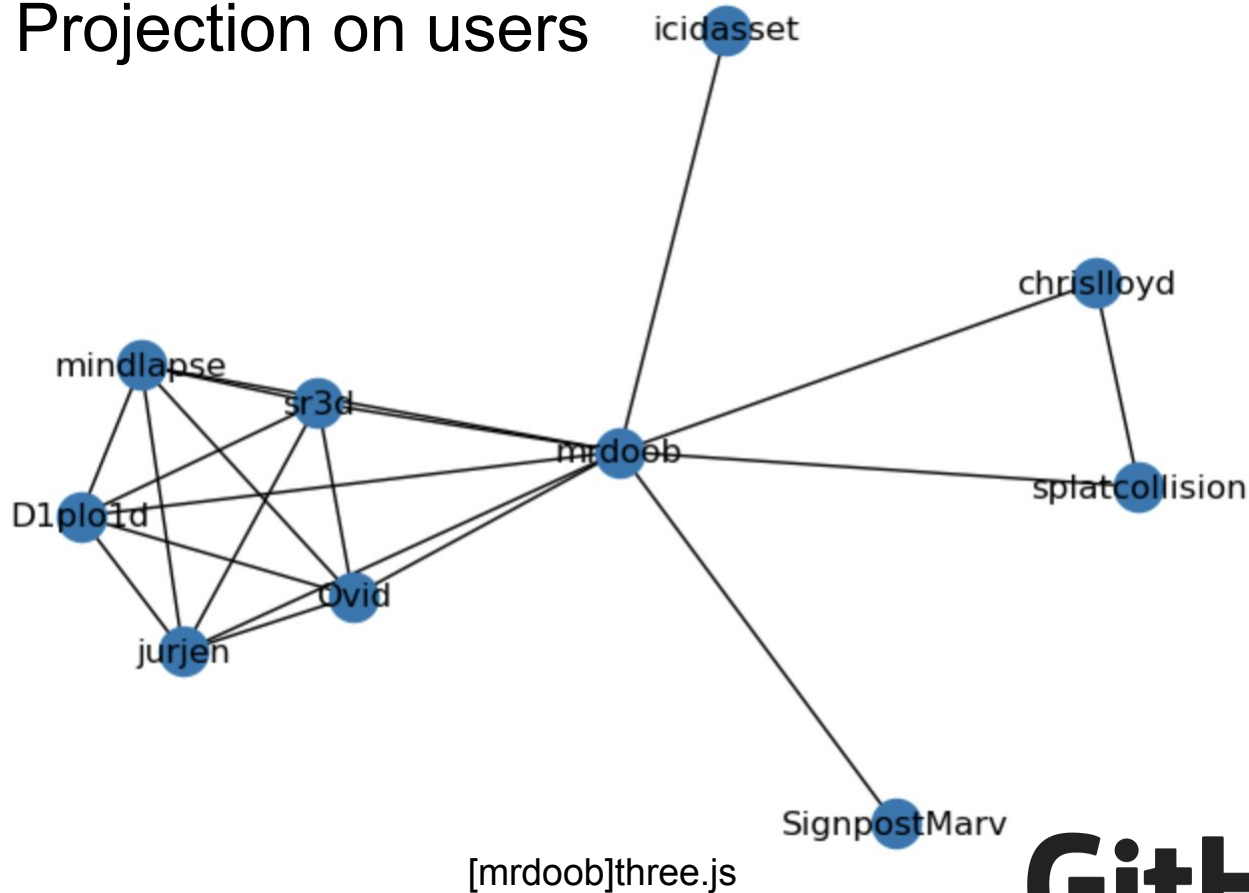 Projection on users
icidasset
chrislloyd
mindlapse
sr3d
mrdoob
splatcollision
D1plo1d
Ovid
jurjen
SignpostMarv
[mrdoob]three.js